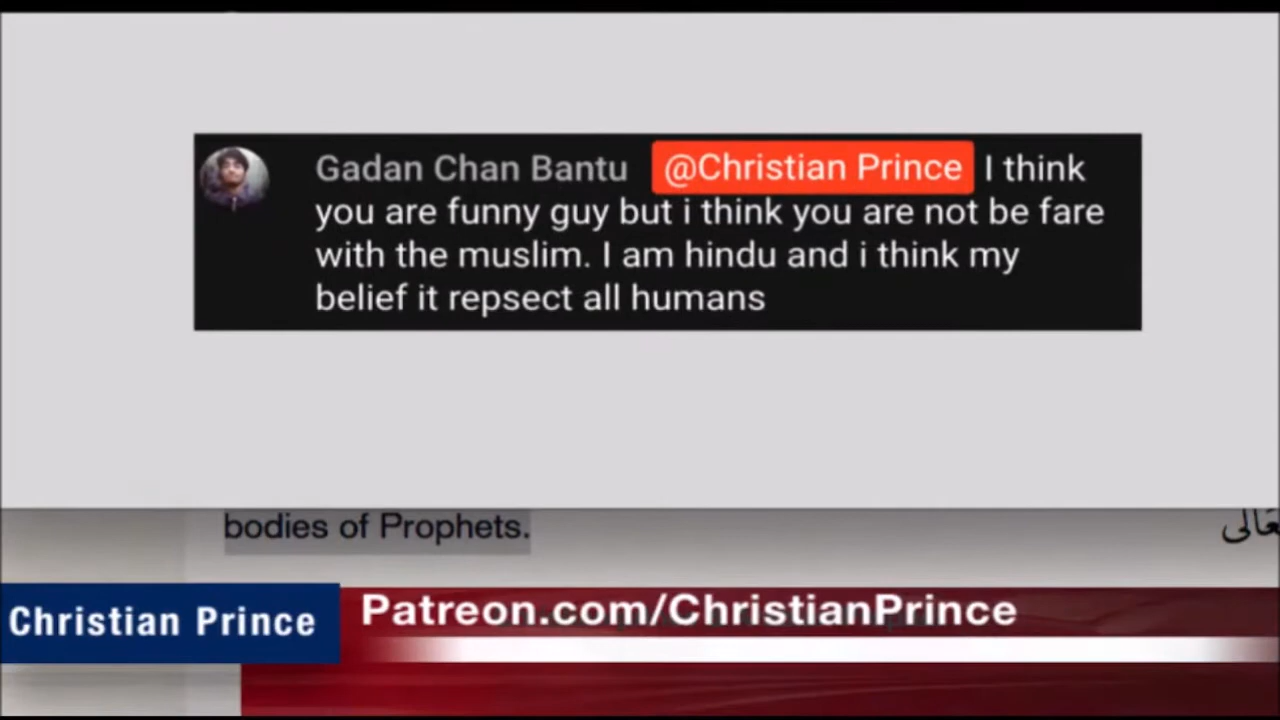 Gadan Chan Bantu @Christian Prince I think
you are funny guy but i think you are not be fare
with the muslim. I am hindu and i think my
belief it repsect all humans
bodies of Prophets.
Christian Prince
Patreon.com/ChristianPrince